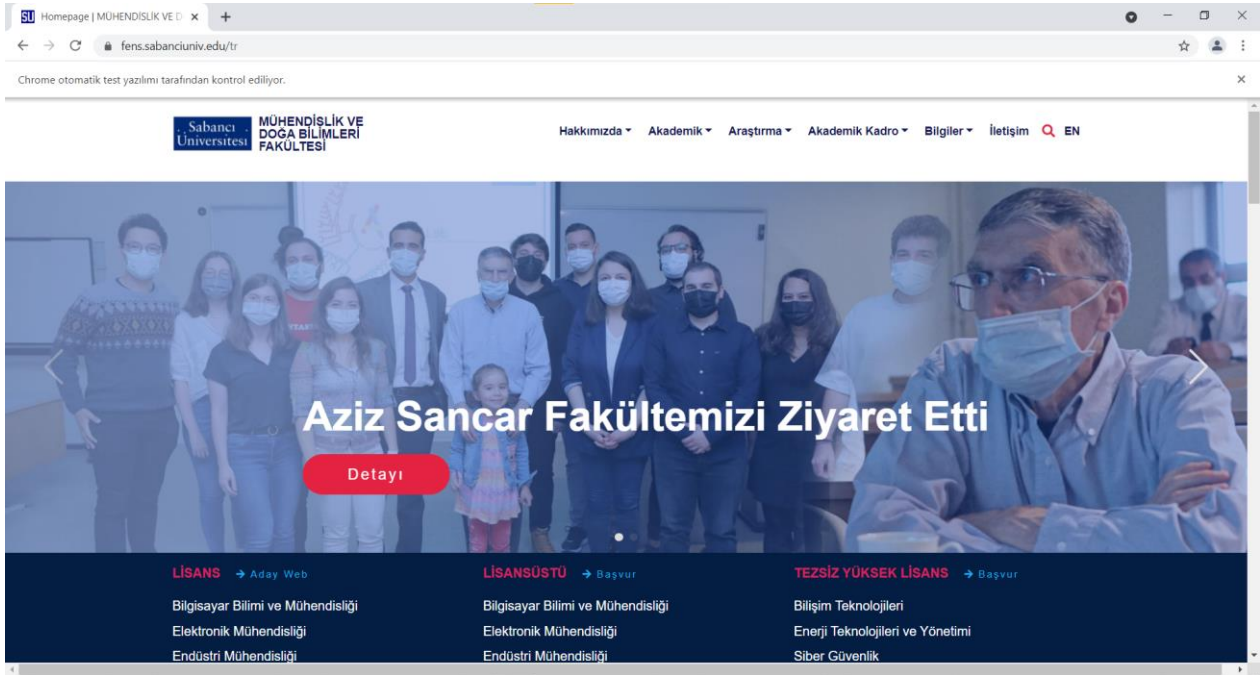 SU Homepage | MÜHENDİSLİK VE D
fens.sabanciuniv.edu/tr
Chrome otomatik test yazılımı tarafından kontrol ediliyor.
Sabancı Üniversitesi
MÜHENDİSLİK VE
DOĞA BİLİMLERİ
FAKÜLTESİ
Hakkımızda Akademik Araştırma Akademik Kadro Bilgiler İletişim EN
Aziz Sancar Fakültemizi Ziyaret Etti
Detayı
LİSANS → Aday Web
Bilgisayar Bilimi ve Mühendisliği
Elektronik Mühendisliği
Endüstri Mühendisliği
LİSANSÜSTÜ → Başvur
Bilgisayar Bilimi ve Mühendisliği
Elektronik Mühendisliği
Endüstri Mühendisliği
TEZSİZ YÜKSEK LİSANS → Başvur
Bilişim Teknolojileri
Enerji Teknolojileri ve Yönetimi
Siber Güvenlik